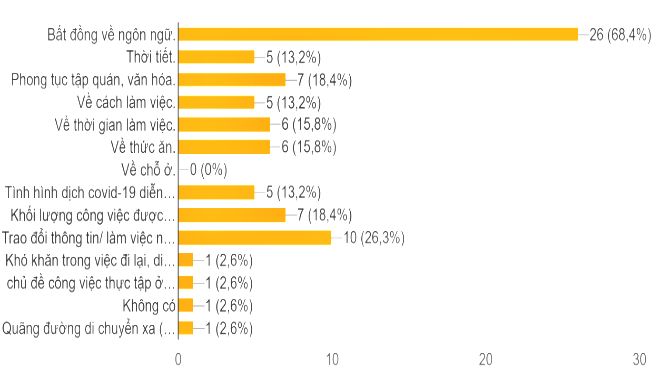 Bất đồng về ngôn ngữ. 26 (68,4%)
Thời tiết. 5 (13,2%)
Phong tục tập quán, văn hóa. 7 (18,4%)
Về cách làm việc. 5 (13,2%)
Về thời gian làm việc. 6 (15,8%)
Về thức ăn. 6 (15,8%)
Về chỗ ở. 0 (0%)
Tình hình dịch covid-19 diễn… 5 (13,2%)
Khối lượng công việc được… 7 (18,4%)
Trao đổi thông tin/ làm việc n… 10 (26,3%)
Khó khăn trong việc đi lại, di… 1 (2,6%)
chủ đề công việc thực tập ở… 1 (2,6%)
Không có 1 (2,6%)
Quãng đường di chuyển xa (… 1 (2,6%)
0 10 20 30